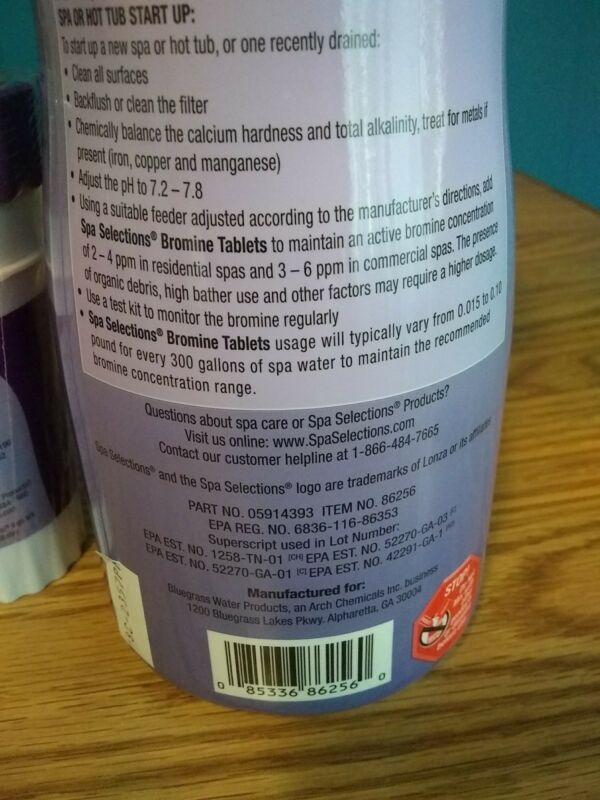 SPA OR HOT TUB START UP:
To start up a new spa or hot tub, or one recently drained:
• Clean all surfaces
• Backflush or clean the filter
• Chemically balance the calcium hardness and total alkalinity, treat for metals if
present (iron, copper and manganese)
• Adjust the pH to 7.2 – 7.8
• Using a suitable feeder adjusted according to the manufacturer's directions, add
Spa Selections® Bromine Tablets to maintain an active bromine concentration
of 2 – 4 ppm in residential spas and 3 – 6 ppm in commercial spas. The presence
of organic debris, high bather use and other factors may require a higher dosage.
• Use a test kit to monitor the bromine regularly
• Spa Selections® Bromine Tablets usage will typically vary from 0.015 to 0.10
pound for every 300 gallons of spa water to maintain the recommended
bromine concentration range.
Questions about spa care or Spa Selections® Products?
Visit us online: www.SpaSelections.com
Contact our customer helpline at 1-866-484-7665
Spa Selections® and the Spa Selections® logo are trademarks of Lonza or its affiliates
PART NO. 05914393 ITEM NO. 86256
EPA REG. NO. 6836-116-86353
Superscript used in Lot Number:
EPA EST. NO. 1258-TN-01 [CH] EPA EST. NO. 52270-GA-03
EPA EST. NO. 52270-GA-01 [C] EPA EST. NO. 42291-GA-1
Manufactured for:
Bluegrass Water Products, an Arch Chemicals Inc. business
1200 Bluegrass Lakes Pkwy. Alpharetta, GA 30004
STOP!
0 85336 86256 0